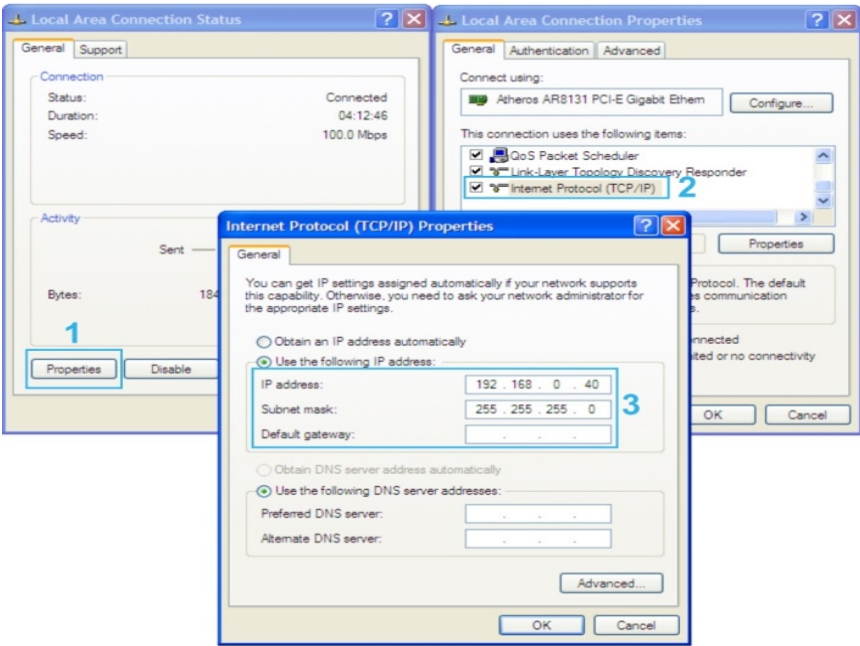 Local Area Connection Status
General Support
Connection
Status: Connected
Duration: 04:12:46
Speed: 100.0 Mbps
Activity
Sent
Bytes: 184
1
Properties Disable
Local Area Connection Properties
General Authentication Advanced
Connect using:
Atheros AR8131 PCI-E Gigabit Ethern
Configure...
This connection uses the following items:
QoS Packet Scheduler
Link-Layer Topology Discovery Responder
Internet Protocol (TCP/IP) 2
Properties
Protocol. The default
communication
connectivity
OK Cancel
Internet Protocol (TCP/IP) Properties
General
You can get IP settings assigned automatically if your network supports
this capability. Otherwise, you need to ask your network administrator for
the appropriate IP settings.
Obtain an IP address automatically
Use the following IP address:
IP address: 192 . 168 . 0 . 40
Subnet mask: 255 . 255 . 255 . 0 3
Default gateway: . . .
Obtain DNS server address automatically
Use the following DNS server addresses:
Preferred DNS server: . . .
Alternate DNS server: . . .
Advanced...
OK Cancel